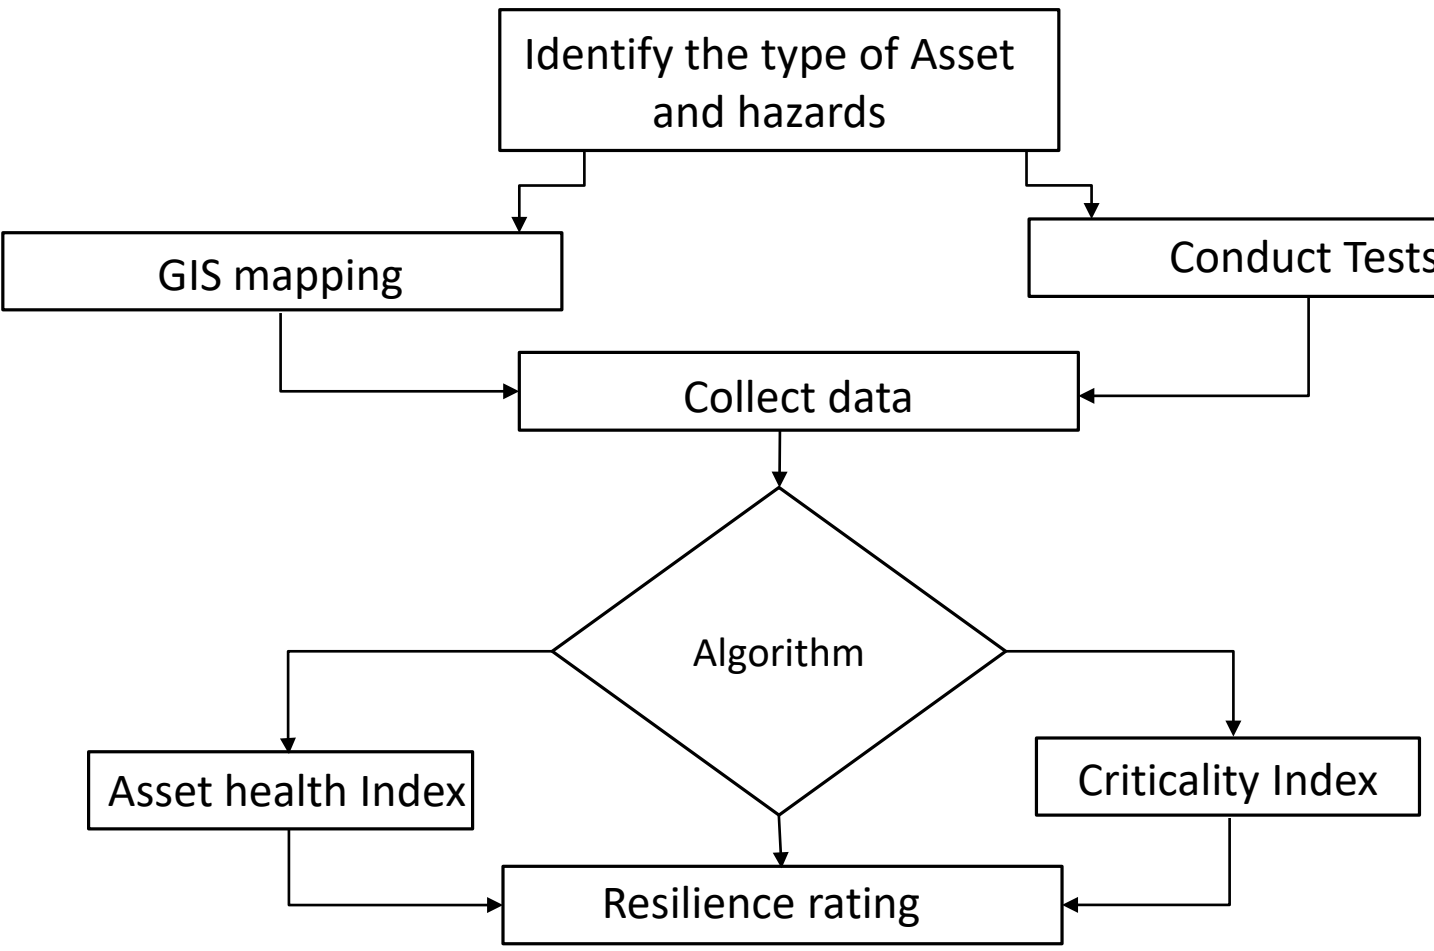 Identify the type of Asset
and hazards
GIS mapping
Conduct Tests
Collect data
Algorithm
Asset health Index
Criticality Index
Resilience rating